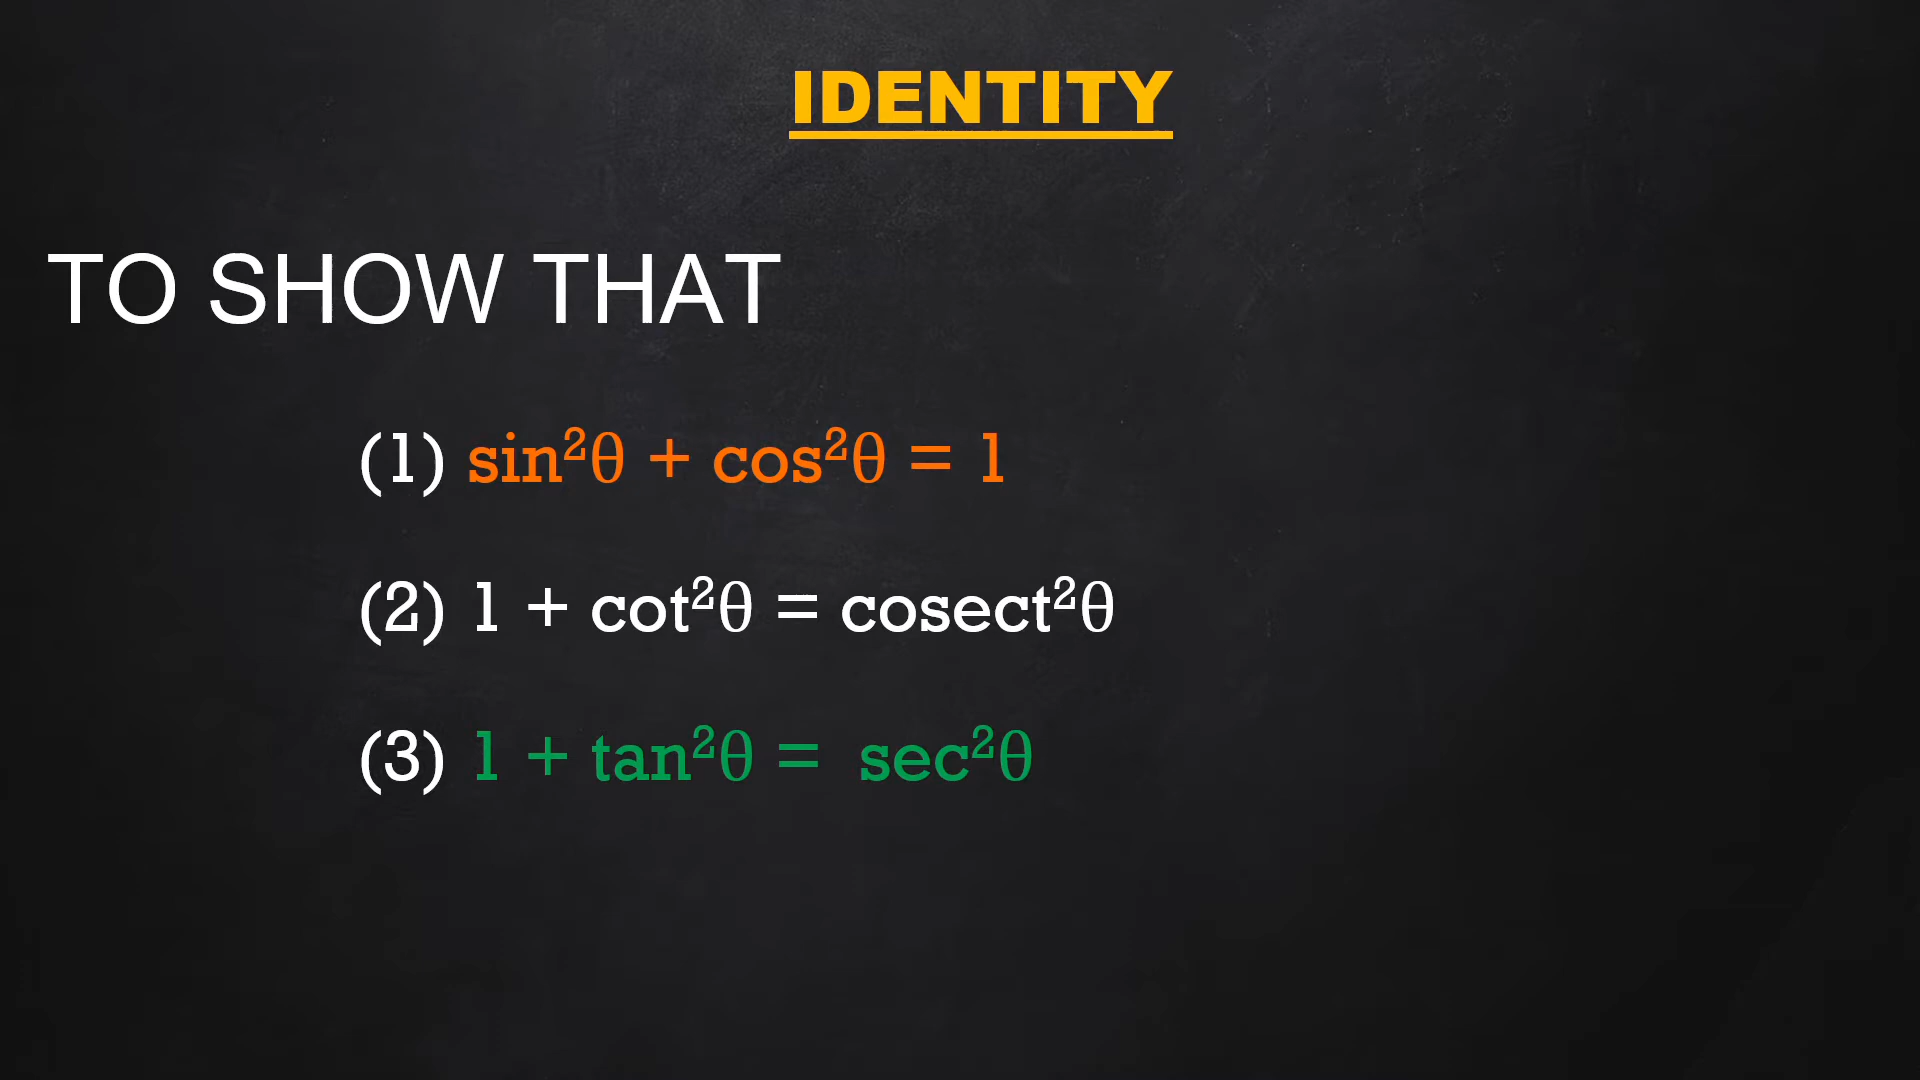 IDENTITY
TO SHOW THAT
(1) sin²θ + cos²θ = 1
(2) 1 + cot²θ = cosect²θ
(3) 1 + tan²θ = sec²θ